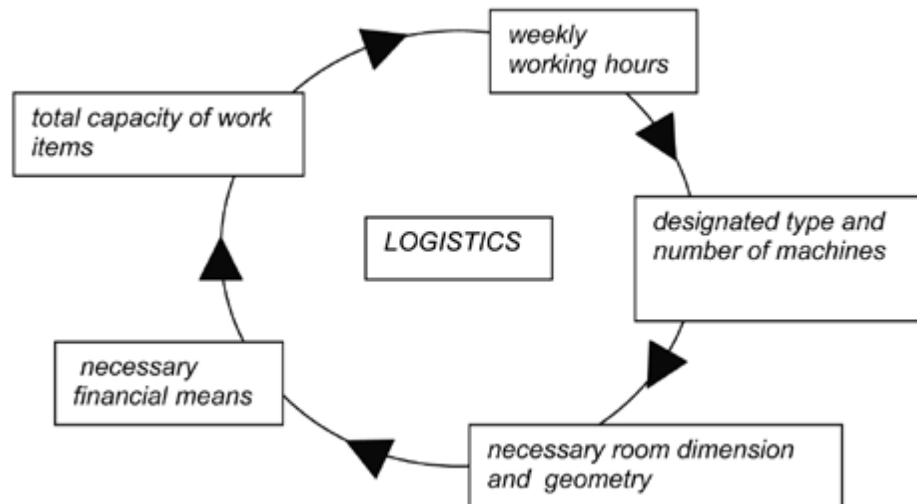 weekly
working hours
total capacity of work
items
designated type and
number of machines
LOGISTICS
necessary
financial means
necessary room dimension
and geometry